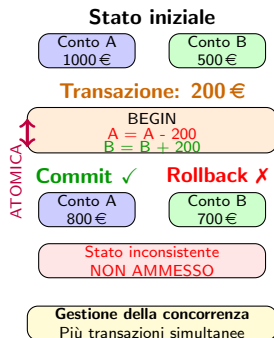 Stato iniziale
Conto A
1000 €
Conto B
500 €
Transazione: 200 €
ATOMICA
BEGIN
A = A - 200
B = B + 200
Commit ✓
Rollback ✗
Conto A
800 €
Conto B
700 €
Stato inconsistente
NON AMMESSO
Gestione della concorrenza
Più transazioni simultanee